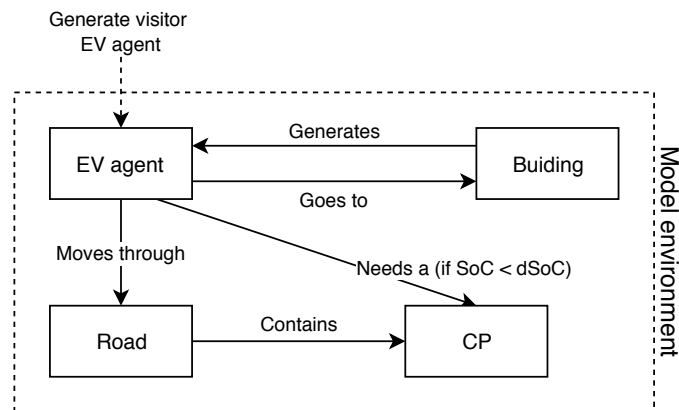 Generate visitor
EV agent
Generates
EV agent
Buiding
Goes to
Moves through
Needs a (if SoC < dSoC)
Contains
Road
CP
Model environment